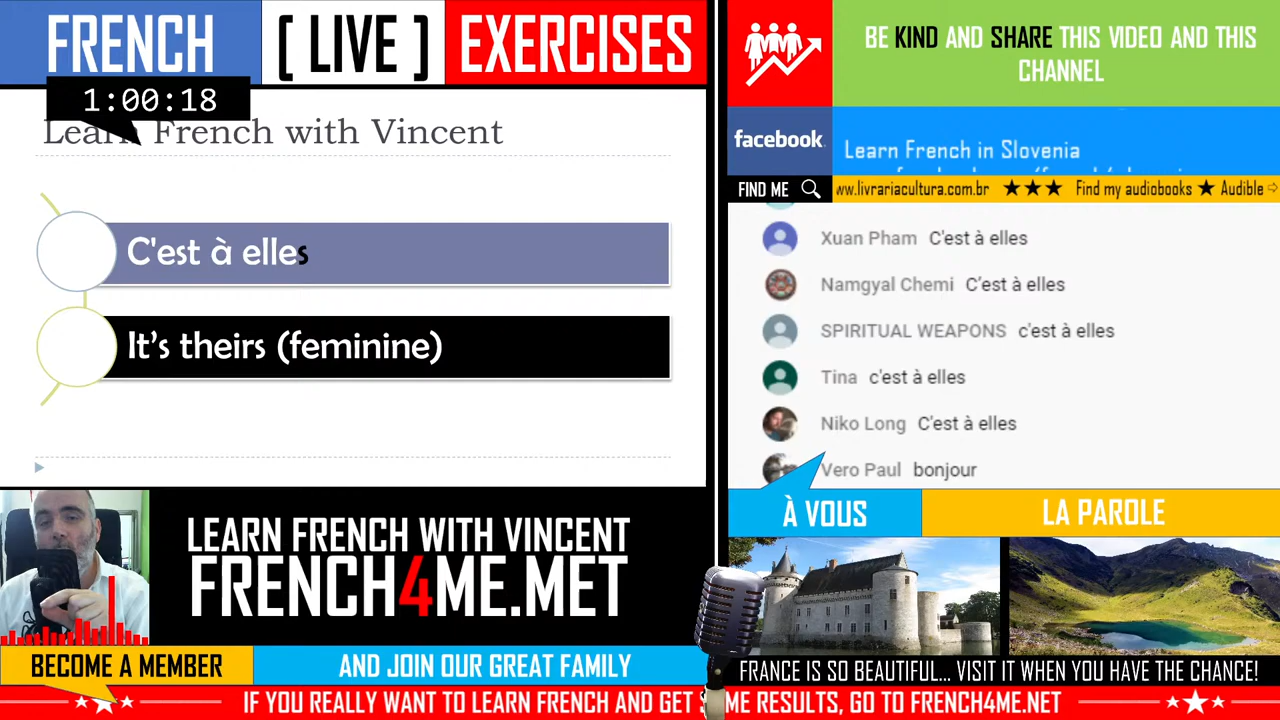 FRENCH [ LIVE ] EXERCISES
1:00:18
Learn French with Vincent
C'est à elles
It's theirs (feminine)
LEARN FRENCH WITH VINCENT
FRENCH4ME.MET
BECOME A MEMBER
AND JOIN OUR GREAT FAMILY
BE KIND AND SHARE THIS VIDEO AND THIS
CHANNEL
facebook.
Learn French in Slovenia
FIND ME
ww.livrariacultura.com.br ★★★ Find my audiobooks ★ Audible
Xuan Pham C'est à elles
Namgyal Chemi C'est à elles
SPIRITUAL WEAPONS c'est à elles
Tina c'est à elles
Niko Long C'est à elles
Vero Paul bonjour
À VOUS
LA PAROLE
FRANCE IS SO BEAUTIFUL... VISIT IT WHEN YOU HAVE THE CHANCE!
IF YOU REALLY WANT TO LEARN FRENCH AND GET S ME RESULTS, GO TO FRENCH4ME.NET